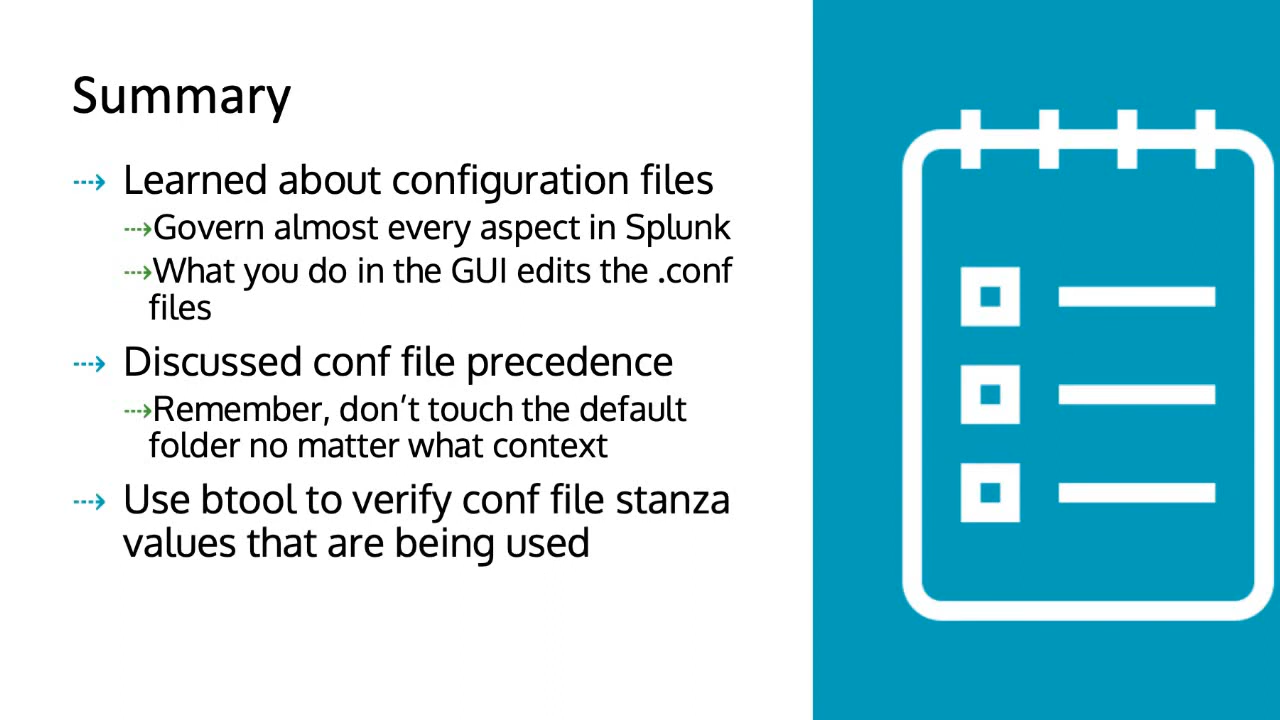 Summary
Learned about configuration files
Govern almost every aspect in Splunk
What you do in the GUI edits the .conf
files
Discussed conf file precedence
Remember, don’t touch the default
folder no matter what context
Use btool to verify conf file stanza
values that are being used